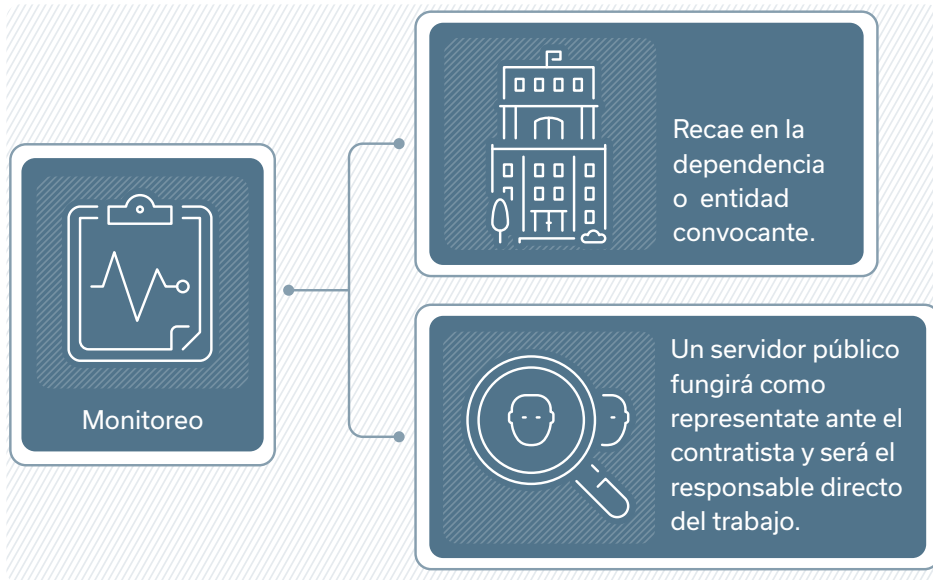 Monitoreo
Recae en la
dependencia
o entidad
convocante.
Un servidor público
fungirá como
representate ante el
contratista y será el
responsable directo
del trabajo.